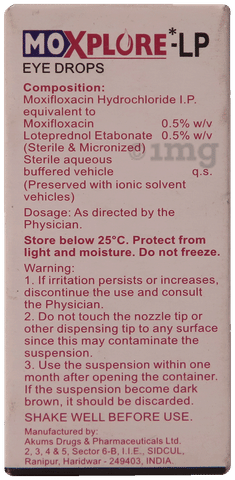 MOXPLORE*-LP
EYE DROPS
Composition:
Moxifloxacin Hydrochloride I.P.
equivalent to
Moxifloxacin 0.5% w/v
Loteprednol Etabonate 0.5% w/v
(Sterile & Micronized)
Sterile aqueous
buffered vehicle q.s.
(Preserved with ionic solvent
vehicles)
Dosage: As directed by the
Physician.
Store below 25°C. Protect from
light and moisture. Do not freeze.
Warning:
1. If irritation persists or increases,
discontinue the use and consult
the Physician.
2. Do not touch the nozzle tip or
other dispensing tip to any surface
since this may contaminate the
suspension.
3. Use the suspension within one
month after opening the container.
If the suspension become dark
brown, it should be discarded.
SHAKE WELL BEFORE USE.
Manufactured by:
Akums Drugs & Pharmaceuticals Ltd.
2, 3, 4 & 5, Sector 6-B, I.I.E., SIDCUL,
Ranipur, Haridwar - 249403, INDIA.
1mg